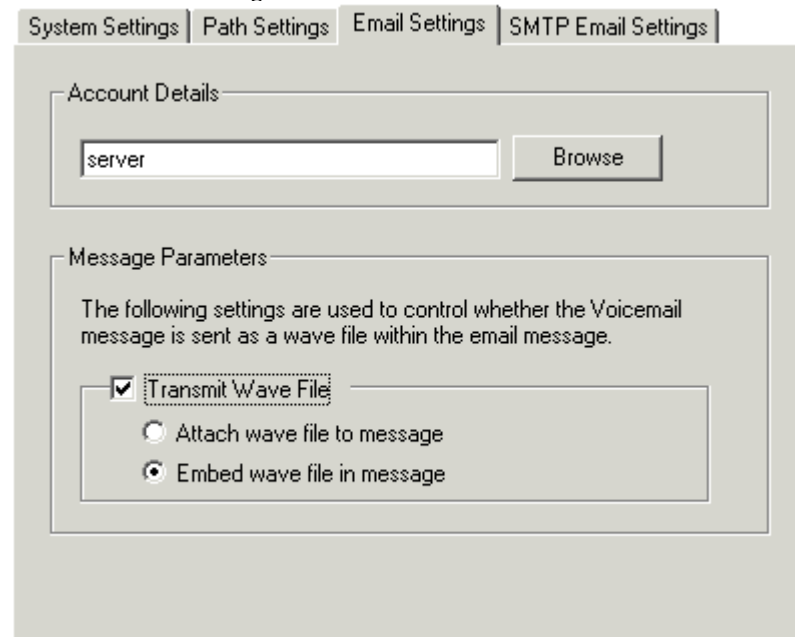 System Settings Path Settings Email Settings SMTP Email Settings
Account Details
server Browse
Message Parameters
The following settings are used to control whether the Voicemail
message is sent as a wave file within the email message.
Transmit Wave File
Attach wave file to message
Embed wave file in message